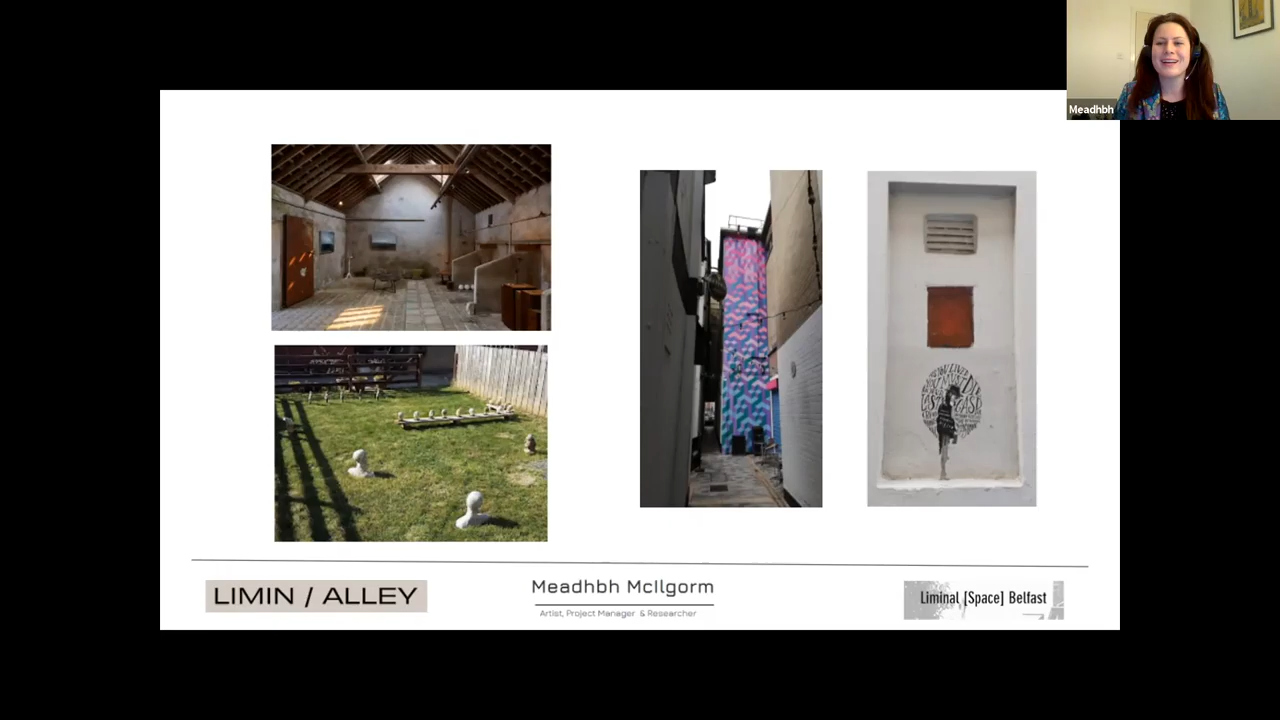 Meadhbh
LIMIN / ALLEY
Meadhbh McIlgorm
Artist, Project Manager & Researcher
Liminal [Space] Belfast